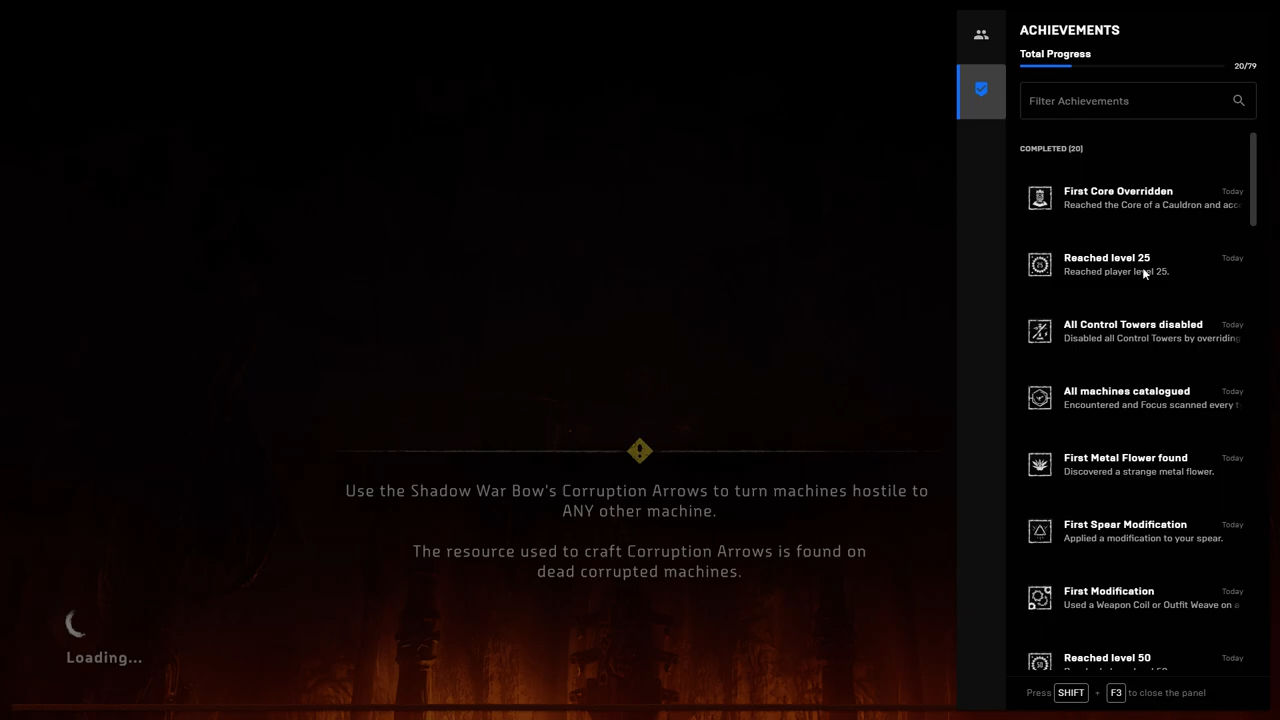 ACHIEVEMENTS
Total Progress
20/79
Filter Achievements
COMPLETED (20)
First Core Overridden Today
Reached the Core of a Cauldron and acc
Reached level 25 Today
Reached player level 25.
All Control Towers disabled Today
Disabled all Control Towers by overriding
All machines catalogued Today
Encountered and Focus scanned every t
First Metal Flower found Today
Discovered a strange metal flower.
First Spear Modification Today
Applied a modification to your spear.
First Modification Today
Used a Weapon Coil or Outfit Weave on a
Reached level 50 Today
Press SHIFT + F3 to close the panel
Use the Shadow War Bow's Corruption Arrows to turn machines hostile to
ANY other machine.
The resource used to craft Corruption Arrows is found on
dead corrupted machines.
Loading...